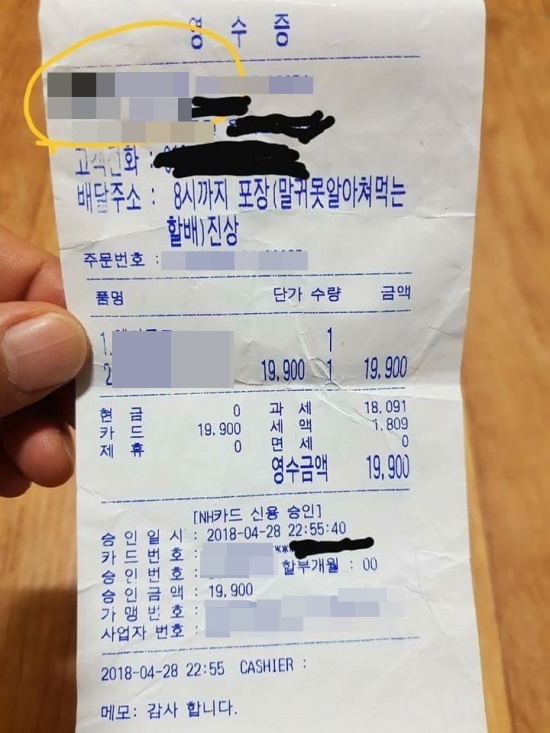 영 수 증
고객전화 :
배달주소 : 8시까지 포장(말귀못알아쳐먹는
할배)진상
주문번호 :
품명 단가 수량 금액
1. 1
2 19,900 1 19,900
현 금 0 과 세 18,091
카 드 19,900 세 액 1,809
제 휴 0 면 세 0
영수금액 19,900
[NH카드 신용 승인]
승 인 일 시 : 2018-04-28 22:55:40
카 드 번 호 : ** 
승 인 번 호 : 할부개월 : 00
승 인 금 액 : 19,900
가 맹 번 호 :
사업자 번호 :
2018-04-28 22:55 CASHIER :
메모: 감사 합니다.